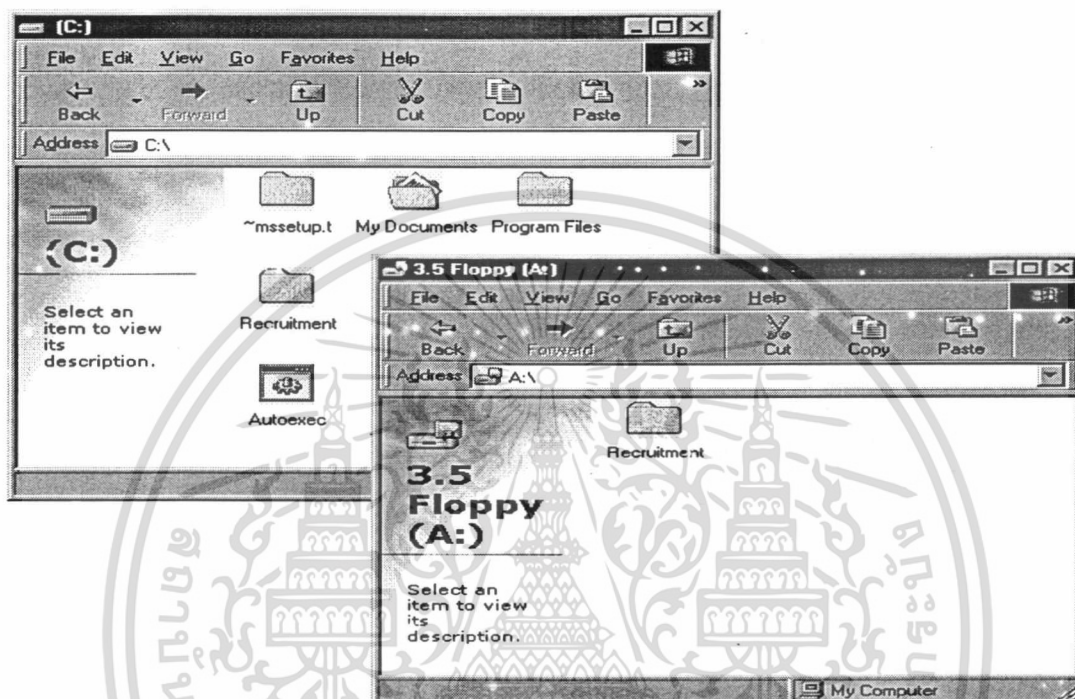 (C:)
File Edit View Go Favorites Help
Back Forward Up Cut Copy Paste
Address C:\
(C:)
Select an
item to view
its
description.
~mssetup.t My Documents Program Files
Recruitment
Autoexec
3.5 Floppy (A:)
File Edit View Go Favorites Help
Back Forward Up Cut Copy Paste
Address A:\
3.5
Floppy
(A:)
Select an
item to view
its
description.
Recruitment
My Computer